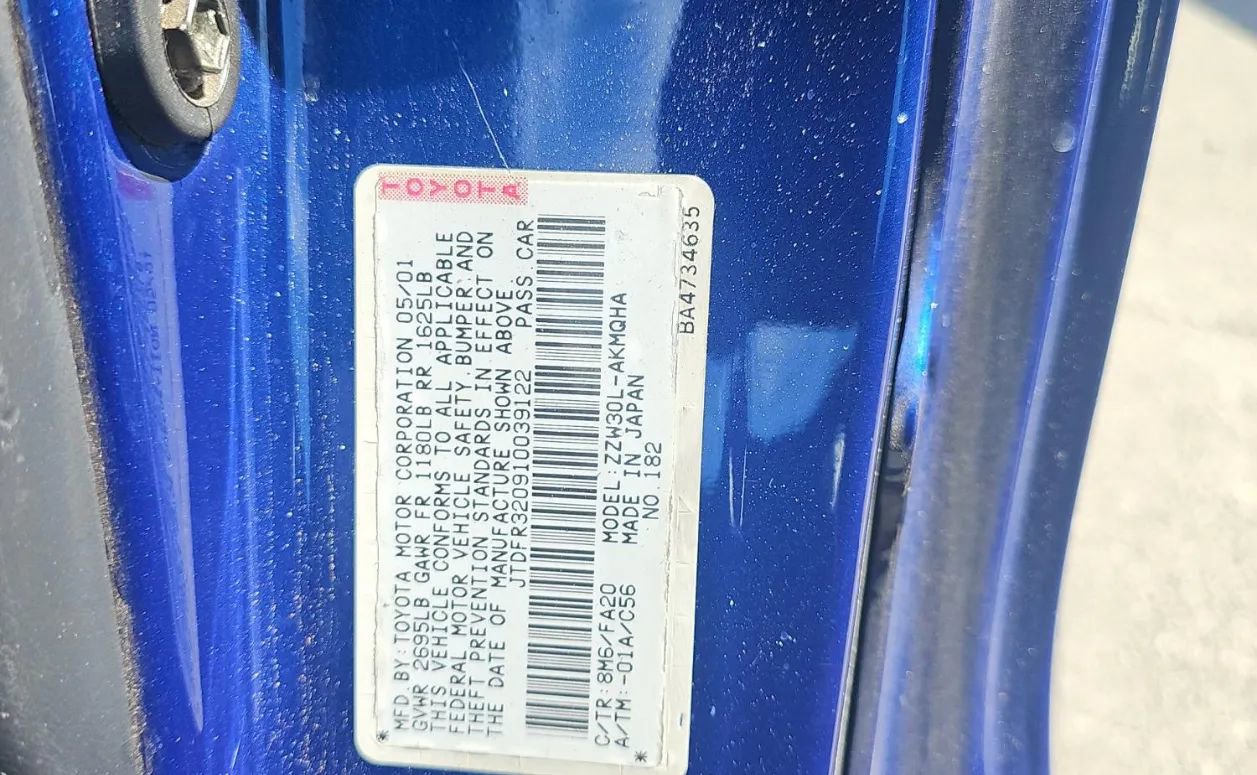 TOYOTA
MFD. BY: TOYOTA MOTOR CORPORATION 05/01
GVWR 2695LB GAWR FR 1180LB RR 1625LB
THIS VEHICLE CONFORMS TO ALL APPLICABLE
FEDERAL MOTOR VEHICLE SAFETY, BUMPER, AND
THEFT PREVENTION STANDARDS IN EFFECT ON
THE DATE OF MANUFACTURE SHOWN ABOVE.
JTDFR320910039122 PASS. CAR
C/TR: 8M6/FA20 MODEL: ZZW30L-AKMQHA
A/TM: -01A/C56 MADE IN JAPAN
NO. 182
BA4734635